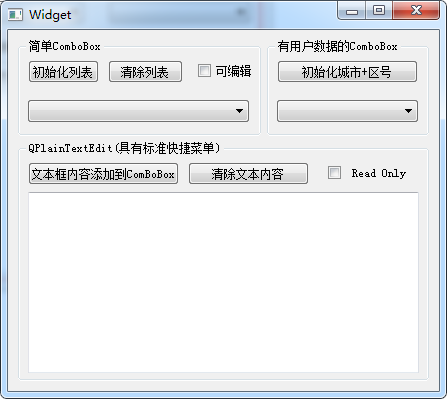 Widget
简单ComboBox
有用户数据的ComboBox
初始化列表 清除列表 可编辑
初始化城市+区号
QPlainTextEdit(具有标准快捷菜单)
文本框内容添加到ComBoBox 清除文本内容 Read Only